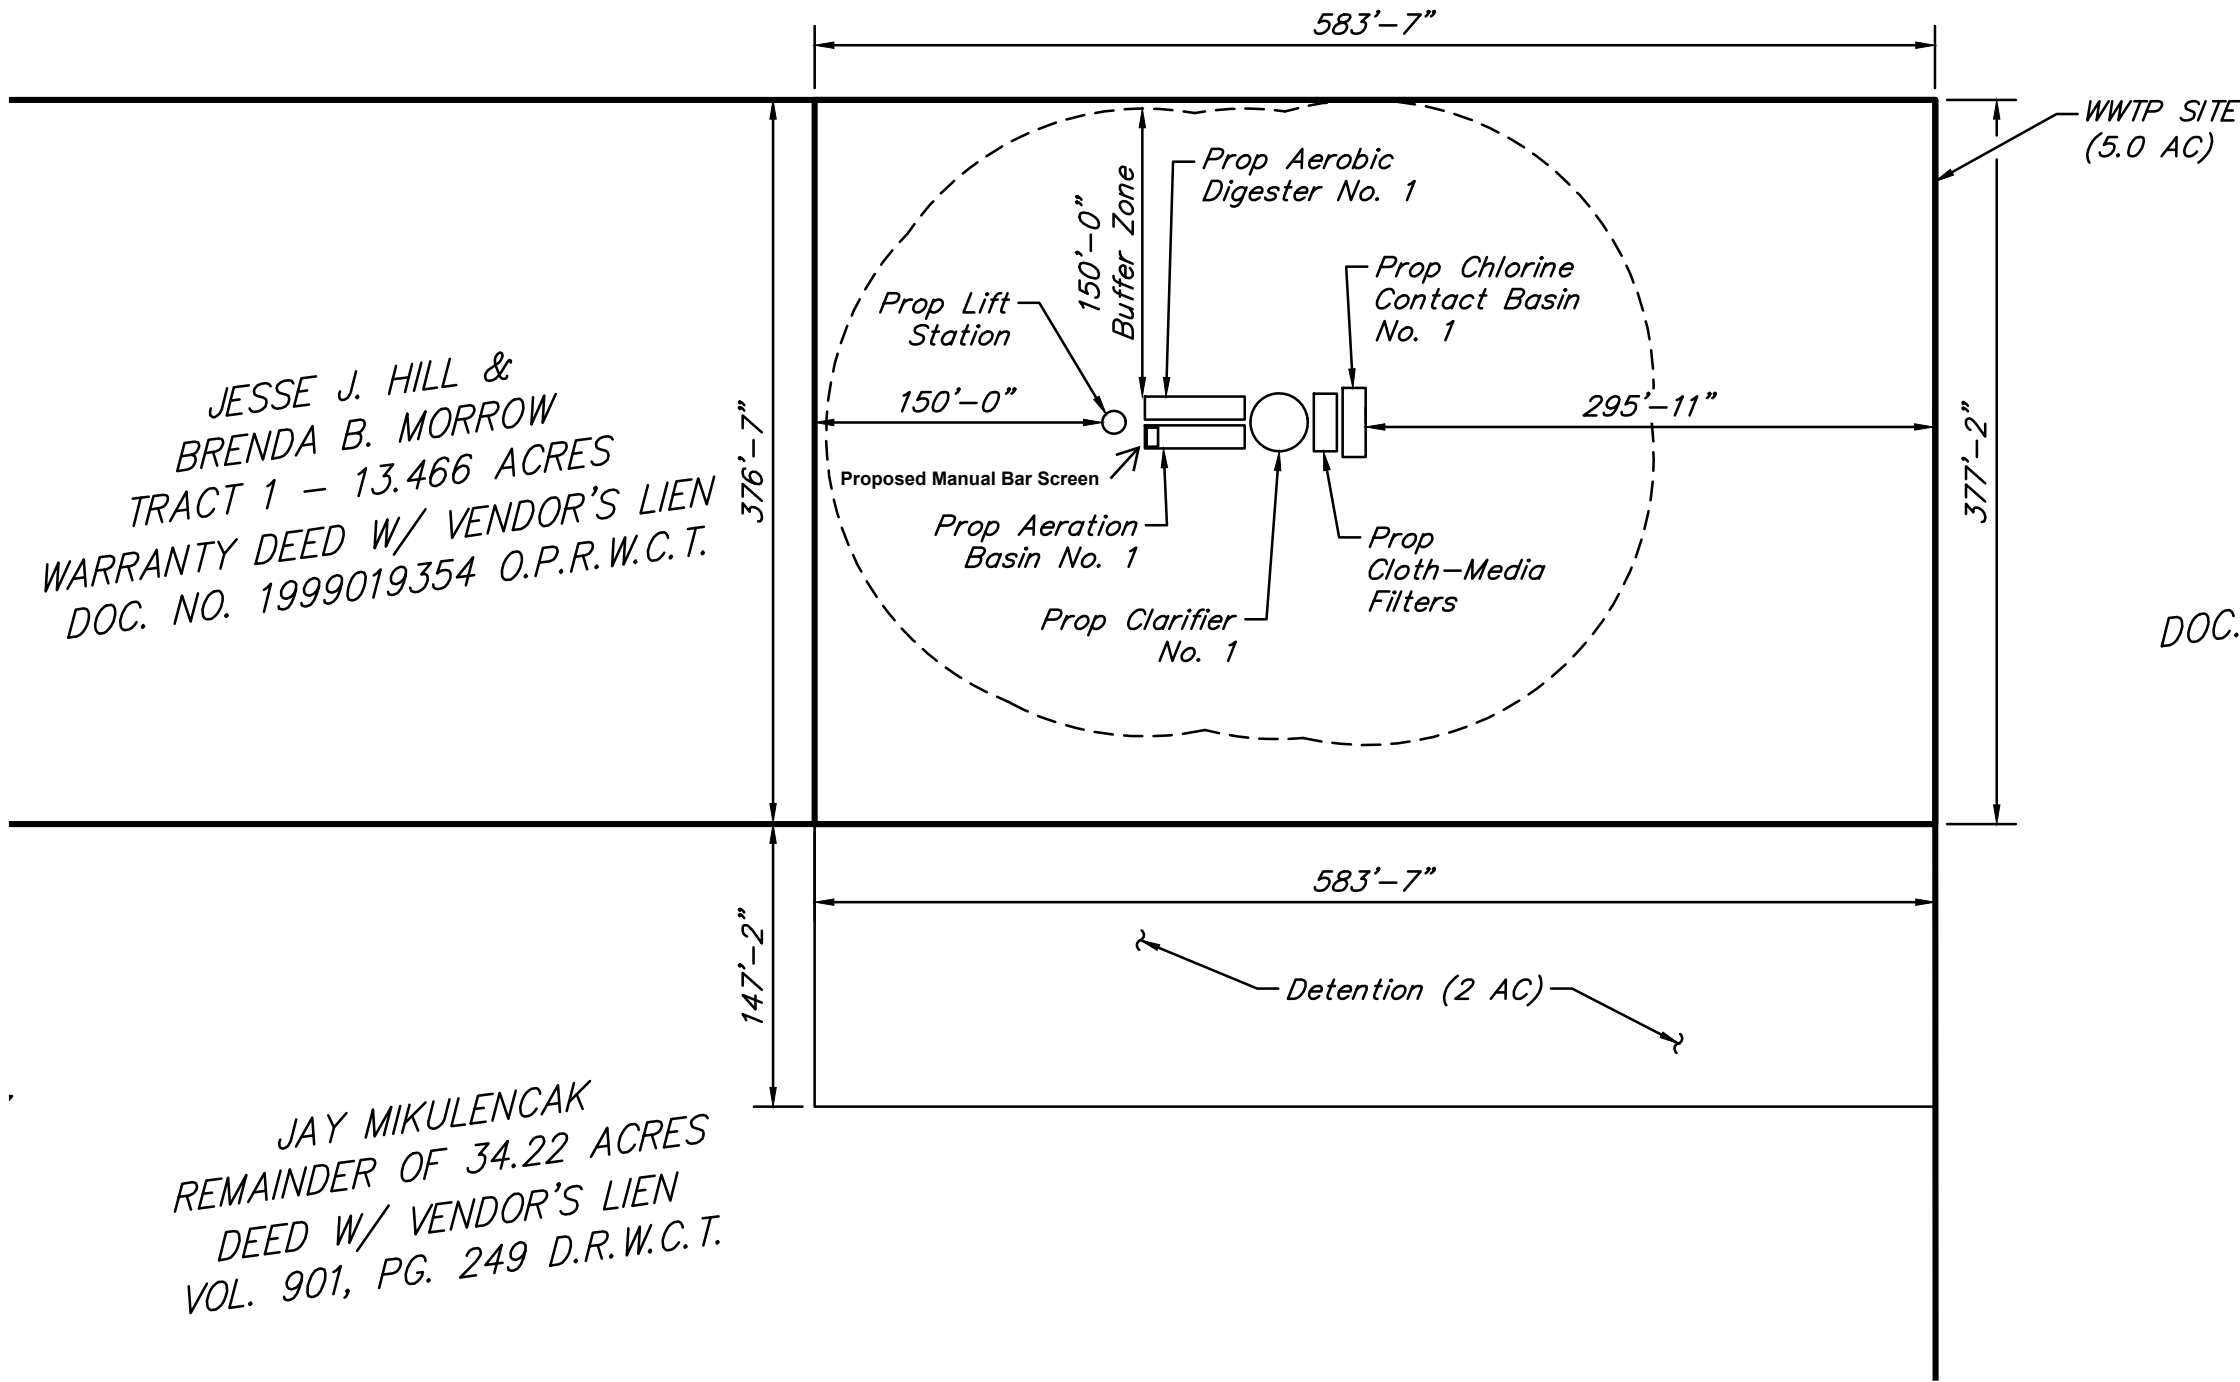 583'-7"
WWTP SITE
(5.0 AC)
Prop Aerobic
Digester No. 1
150'-0"
Buffer Zone
Prop Chlorine
Contact Basin
No. 1
Prop Lift
Station
150'-0"
295'-11"
JESSE J. HILL &
BRENDA B. MORROW
TRACT 1 - 13.466 ACRES
WARRANTY DEED W/ VENDOR'S LIEN
DOC. NO. 1999019354 O.P.R.W.C.T.
376'-7"
377'-2"
Proposed Manual Bar Screen
Prop Aeration
Basin No. 1
Prop
Cloth-Media
Filters
Prop Clarifier
No. 1
DOC.
583'-7"
147'-2"
Detention (2 AC)
JAY MIKULENCAK
REMAINDER OF 34.22 ACRES
DEED W/ VENDOR'S LIEN
VOL. 901, PG. 249 D.R.W.C.T.